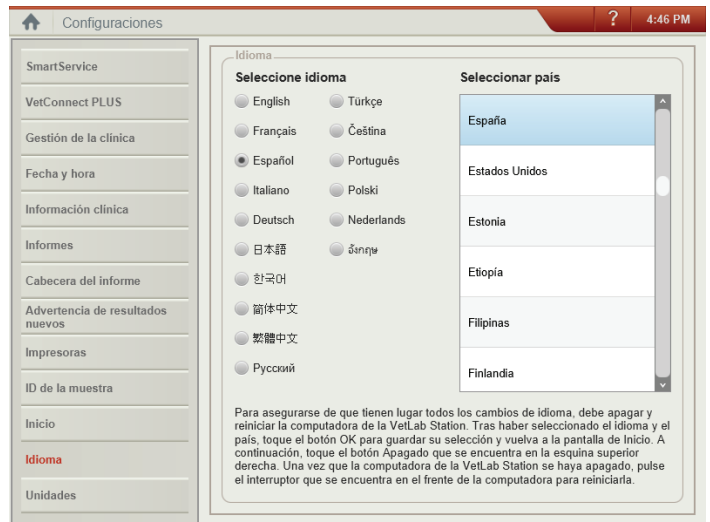 Configuraciones
?
4:46 PM
SmartService
VetConnect PLUS
Gestión de la clínica
Fecha y hora
Información clínica
Informes
Cabecera del informe
Advertencia de resultados
nuevos
Impresoras
ID de la muestra
Inicio
Idioma
Unidades
Idioma
Seleccione idioma
English
Français
Español
Italiano
Deutsch
日本語
한국어
简体中文
繁體中文
Русский
Türkçe
Čeština
Português
Polski
Nederlands
อังกฤษ
Seleccionar país
España
Estados Unidos
Estonia
Etiopía
Filipinas
Finlandia
Para asegurarse de que tienen lugar todos los cambios de idioma, debe apagar y
reiniciar la computadora de la VetLab Station. Tras haber seleccionado el idioma y el
país, toque el botón OK para guardar su selección y vuelva a la pantalla de Inicio. A
continuación, toque el botón Apagado que se encuentra en la esquina superior
derecha. Una vez que la computadora de la VetLab Station se haya apagado, pulse
el interruptor que se encuentra en el frente de la computadora para reiniciarla.